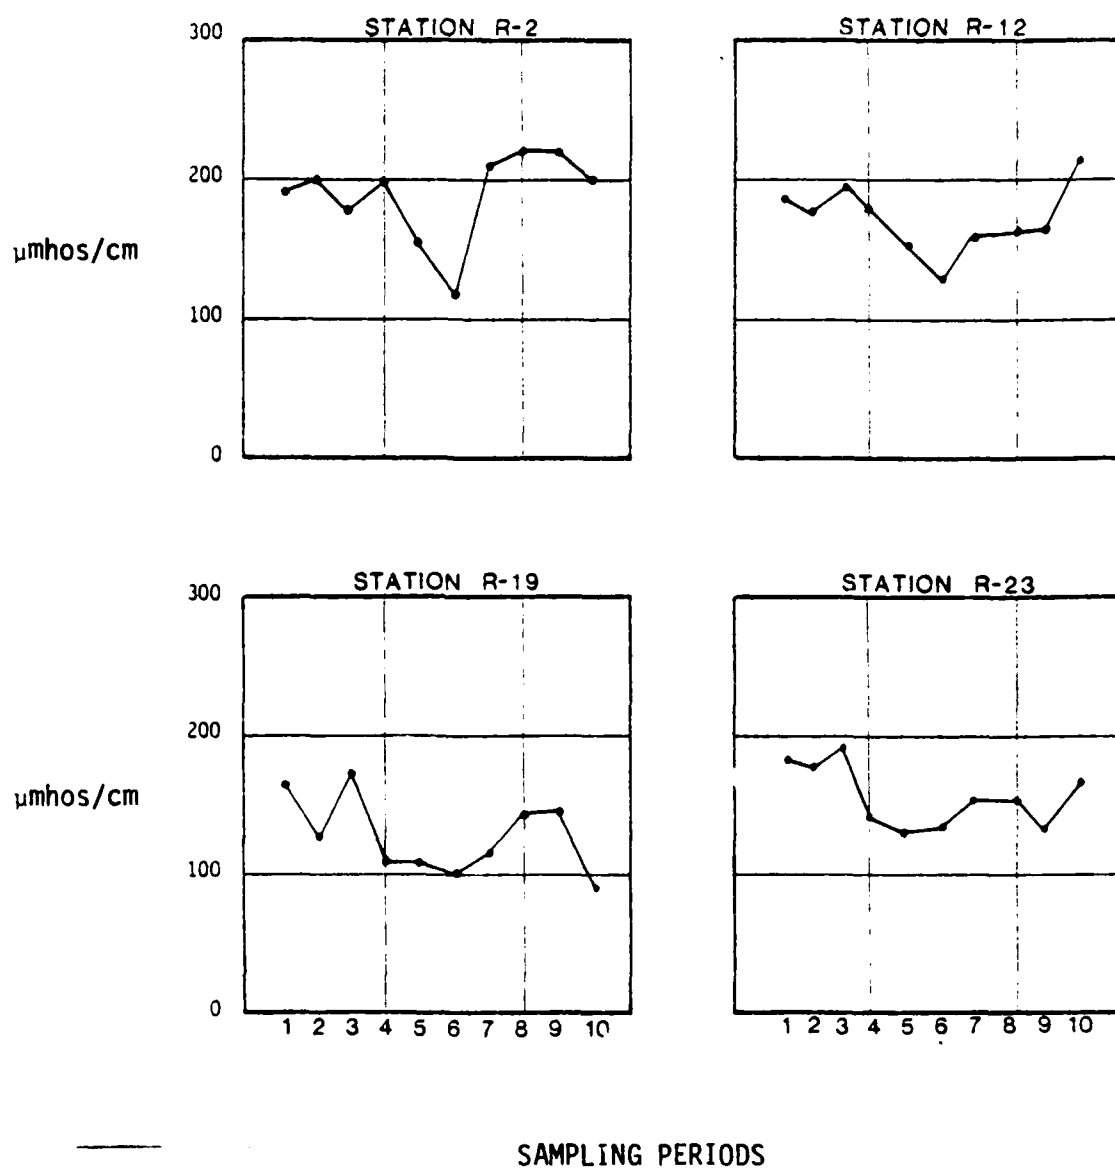 STATION R-2
STATION R-12
300
200
µmhos/cm
100
0
STATION R-19
STATION R-23
300
200
µmhos/cm
100
0
1 2 3 4 5 6 7 8 9 10
1 2 3 4 5 6 7 8 9 10
SAMPLING PERIODS